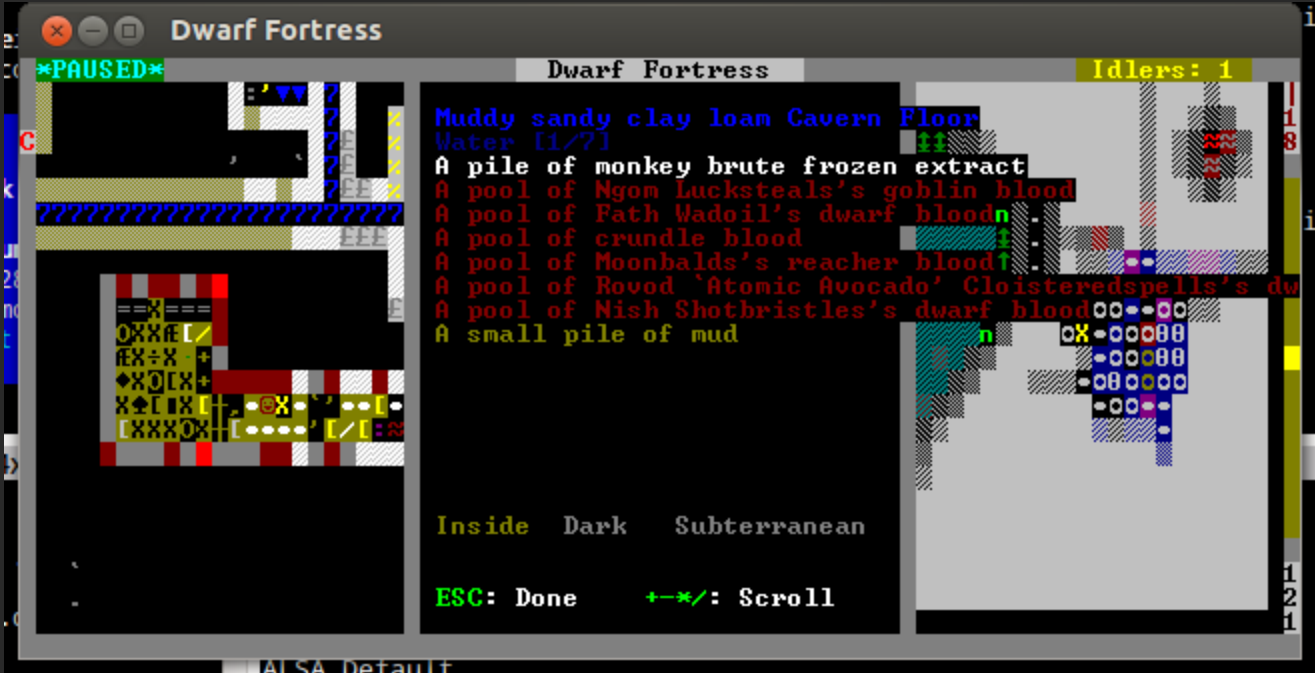 Dwarf Fortress
*PAUSED*
Dwarf Fortress
Idlers: 1
Muddy sandy clay loam Cavern Floor
Water [1/7]
A pile of monkey brute frozen extract
A pool of Ngom Lucksteals's goblin blood
A pool of Fath Wadoil's dwarf blood
A pool of crundle blood
A pool of Moonbalds's reacher blood
A pool of Rovod `Atomic Avocado' Cloisteredspells's dw
A pool of Nish Shotbristles's dwarf blood
A small pile of mud
Inside Dark Subterranean
ESC: Done +-*/: Scroll
ALSA Default